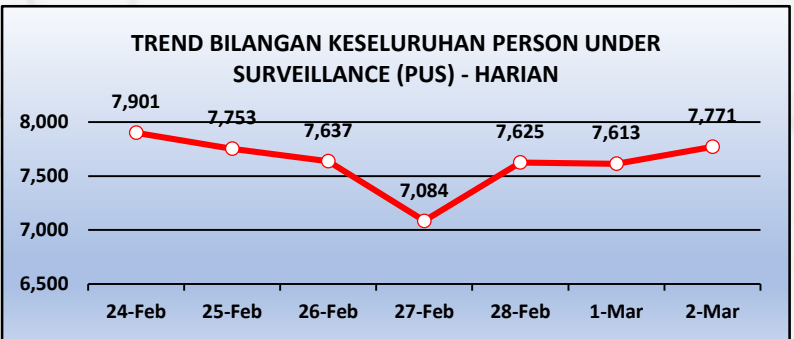 TREND BILANGAN KESELURUHAN PERSON UNDER
SURVEILLANCE (PUS) - HARIAN
7,901
7,753
7,637
7,084
7,625
7,613
7,771
8,000
7,500
7,000
6,500
24-Feb
25-Feb
26-Feb
27-Feb
28-Feb
1-Mar
2-Mar